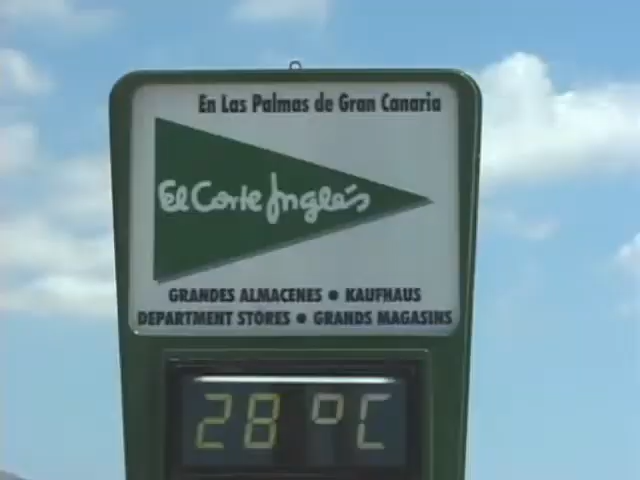 En Las Palmas de Gran Canaria
El Corte Inglés
GRANDES ALMACENES • KAUFHAUS
DEPARTMENT STORES • GRANDS MAGASINS
28 °C